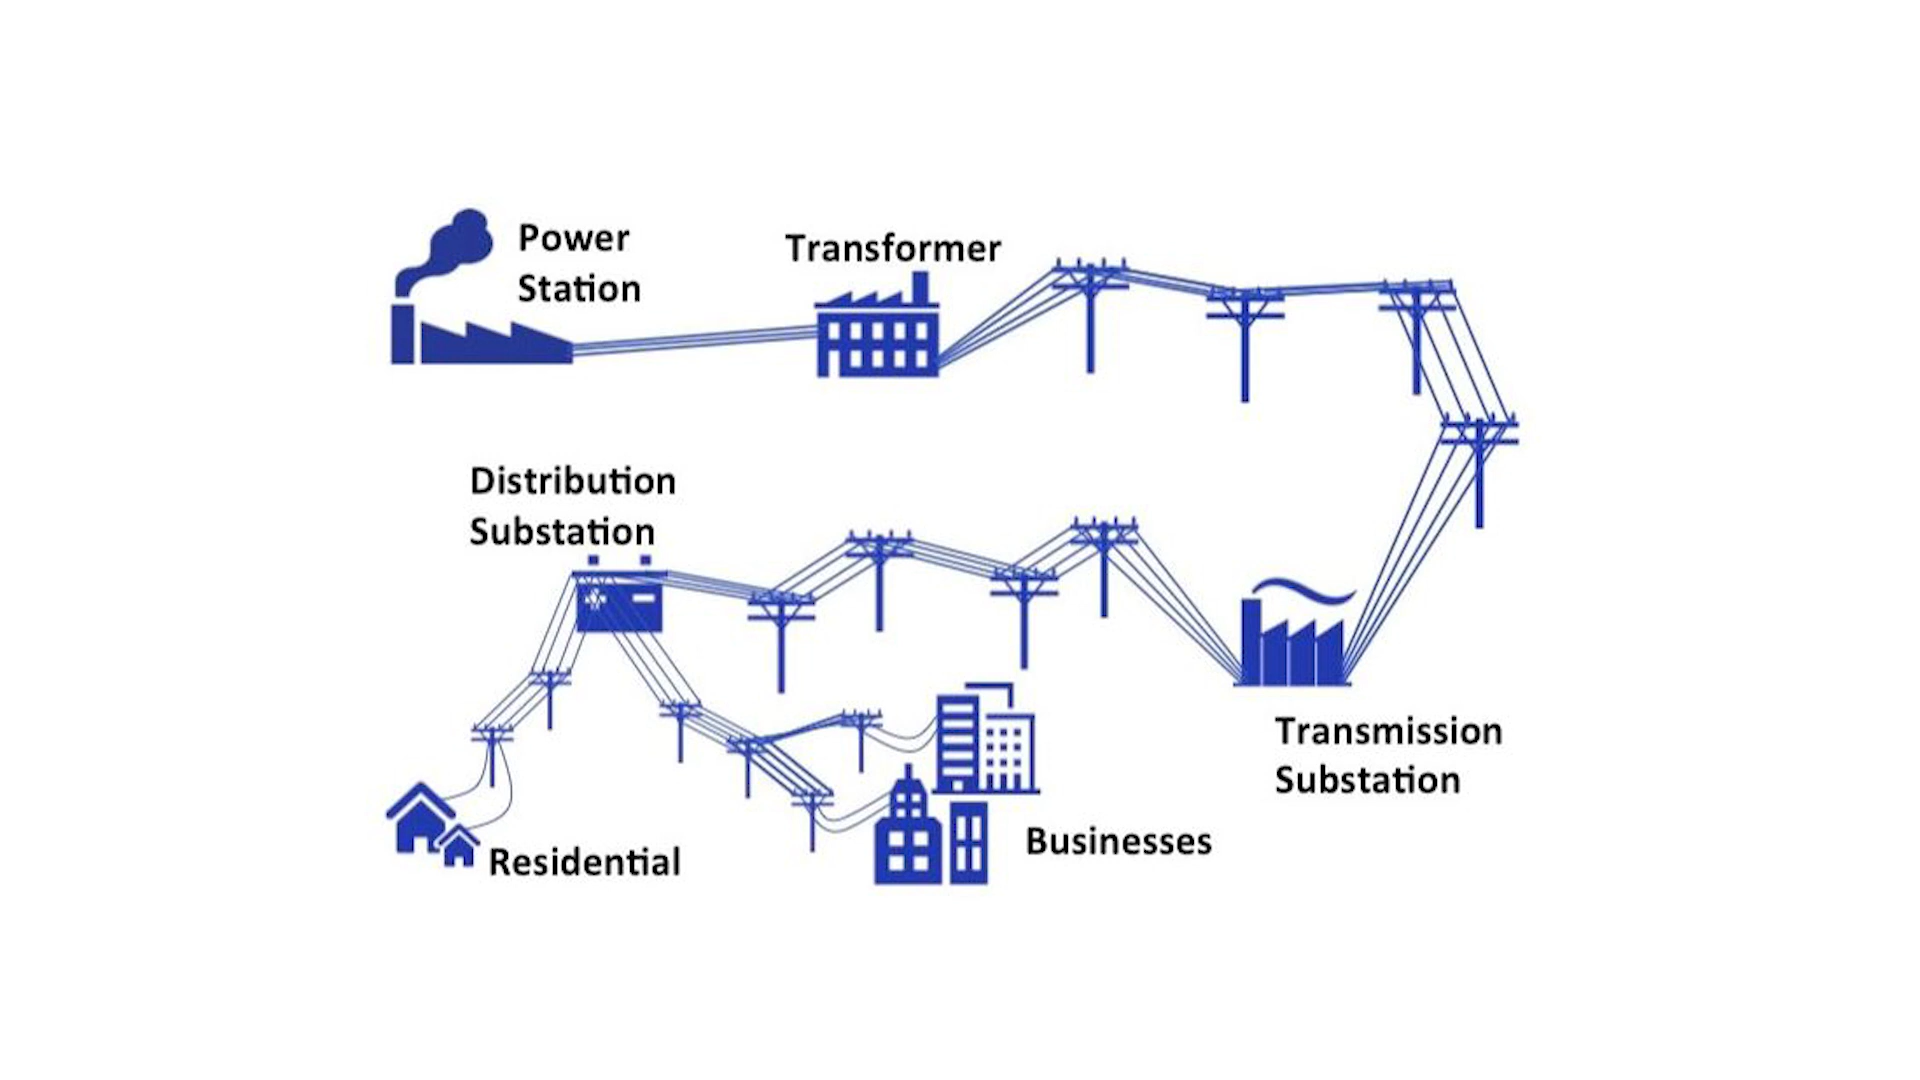 Power
Station
Transformer
Distribution
Substation
Transmission
Substation
Residential
Businesses